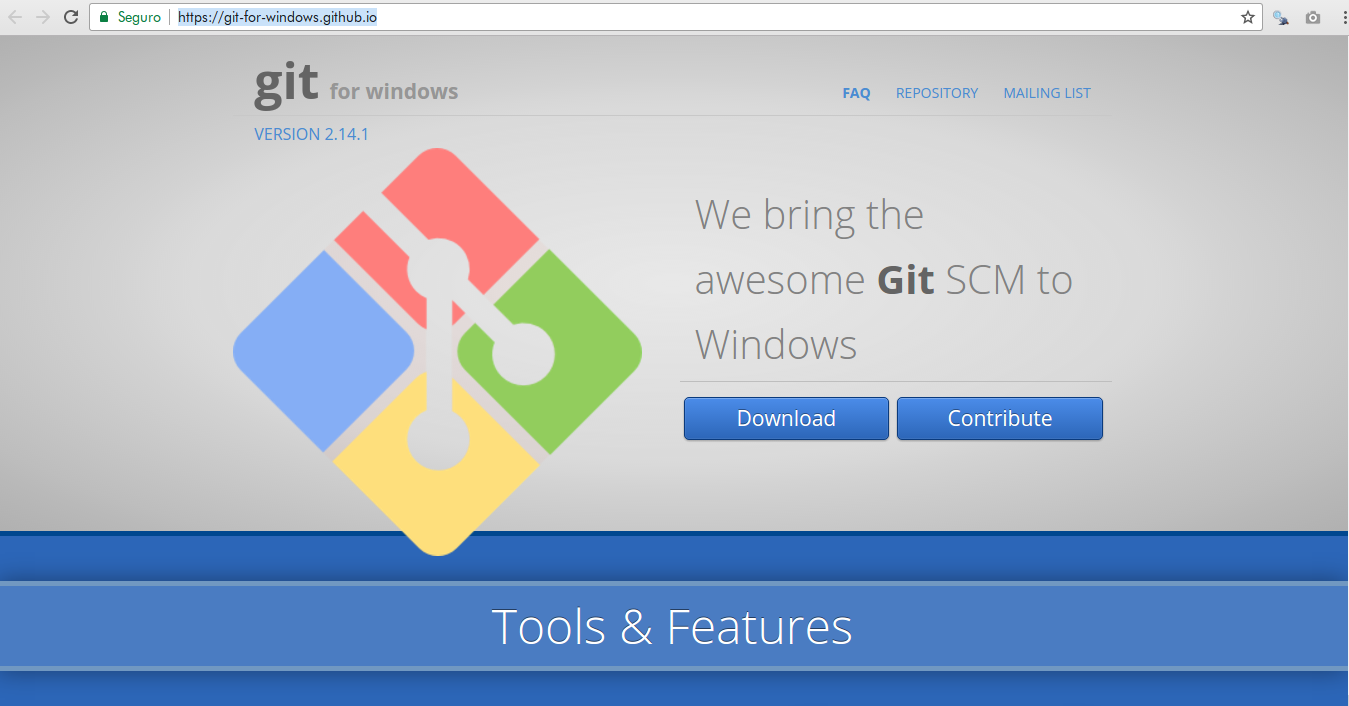 Seguro https://git-for-windows.github.io
git for windows
FAQ REPOSITORY MAILING LIST
VERSION 2.14.1
We bring the
awesome Git SCM to
Windows
Download Contribute
Tools & Features